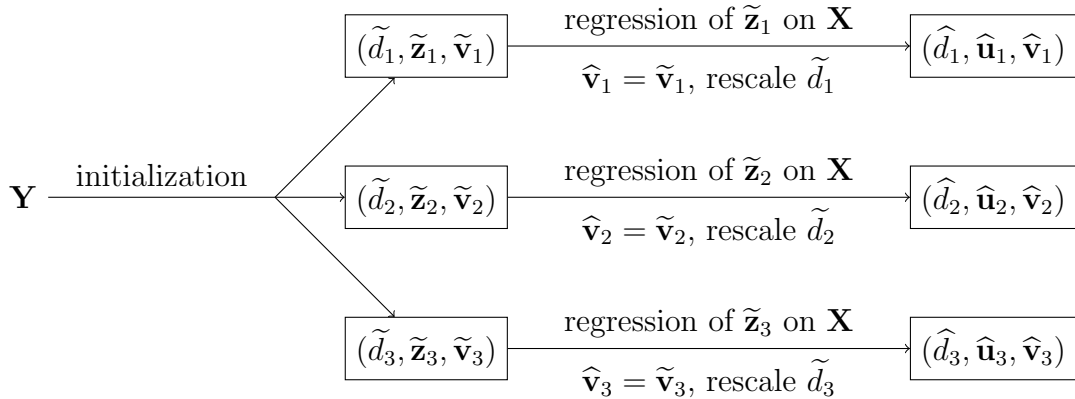 regression of z̃₁ on X
(d̃₁, z̃₁, ṽ₁)
(d̂₁, û₁, v̂₁)
v̂₁ = ṽ₁, rescale d̃₁
regression of z̃₂ on X
Y
initialization
(d̃₂, z̃₂, ṽ₂)
(d̂₂, û₂, v̂₂)
v̂₂ = ṽ₂, rescale d̃₂
regression of z̃₃ on X
(d̃₃, z̃₃, ṽ₃)
(d̂₃, û₃, v̂₃)
v̂₃ = ṽ₃, rescale d̃₃